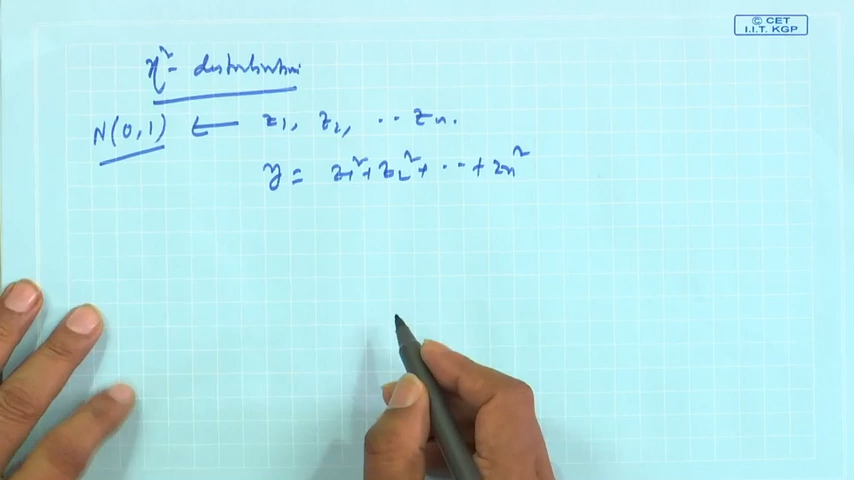 © CET
I.I.T. KGP
χ²- distribution
N(0,1) ← z₁, z₂, .. zₙ.
y = z₁² + z₂² + ... + zₙ²